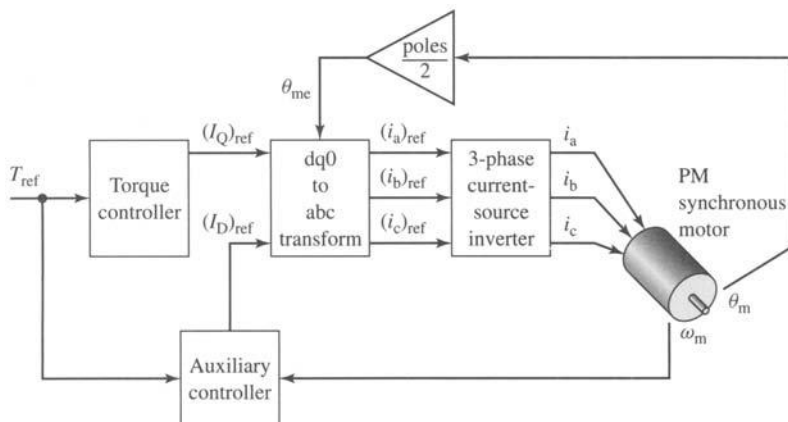 poles
2
θme
(IQ)ref
(ia)ref
ia
Tref
Torque
controller
dq0
to
abc
transform
(ib)ref
3-phase
current-
source
inverter
ib
PM
synchronous
motor
(ID)ref
(ic)ref
ic
θm
ωm
Auxiliary
controller